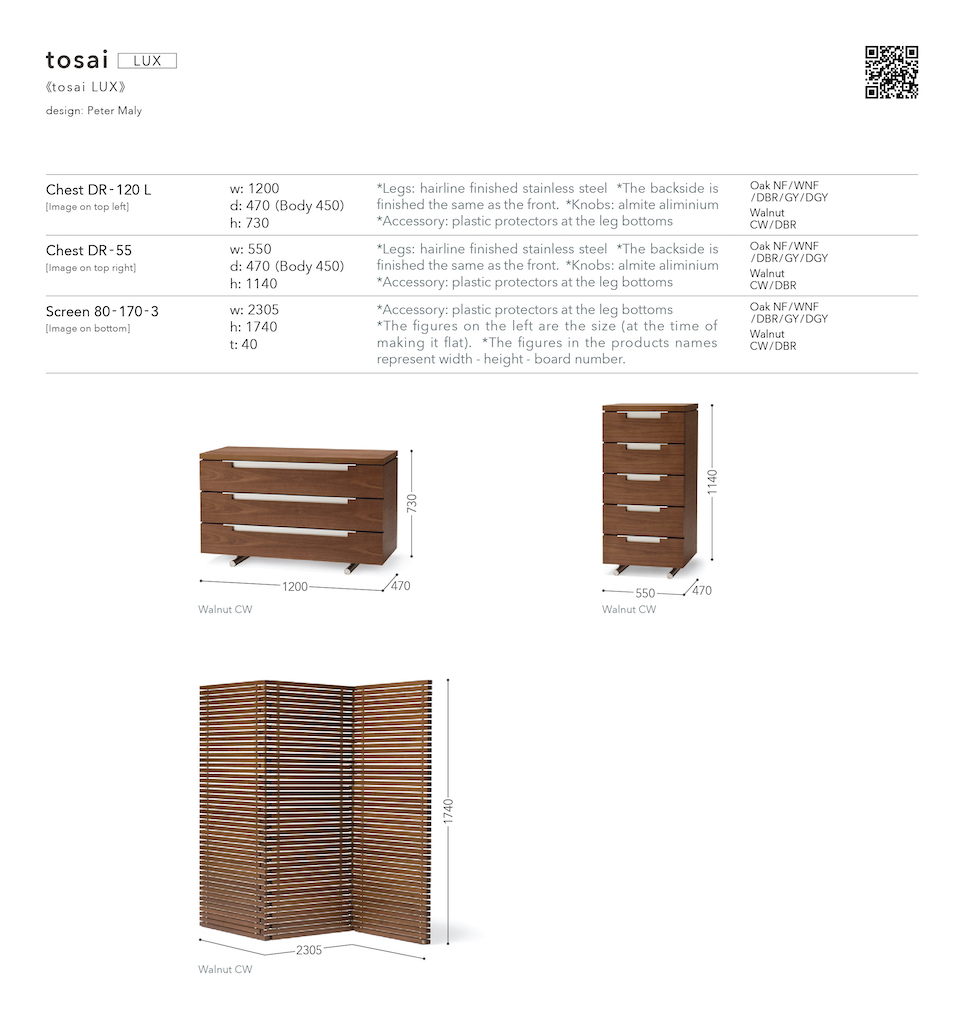 tosai LUX
《tosai LUX》
design: Peter Maly
Chest DR-120 L
[Image on top left]
w: 1200
d: 470 (Body 450)
h: 730
*Legs: hairline finished stainless steel *The backside is
finished the same as the front. *Knobs: almite aliminium
*Accessory: plastic protectors at the leg bottoms
Oak NF/WNF
/DBR/GY/DGY
Walnut
CW/DBR
Chest DR-55
[Image on top right]
w: 550
d: 470 (Body 450)
h: 1140
*Legs: hairline finished stainless steel *The backside is
finished the same as the front. *Knobs: almite aliminium
*Accessory: plastic protectors at the leg bottoms
Oak NF/WNF
/DBR/GY/DGY
Walnut
CW/DBR
Screen 80-170-3
[Image on bottom]
w: 2305
h: 1740
t: 40
*Accessory: plastic protectors at the leg bottoms
*The figures on the left are the size (at the time of
making it flat). *The figures in the products names
represent width - height - board number.
Oak NF/WNF
/DBR/GY/DGY
Walnut
CW/DBR
730
1200
470
Walnut CW
1140
550
470
Walnut CW
1740
2305
Walnut CW